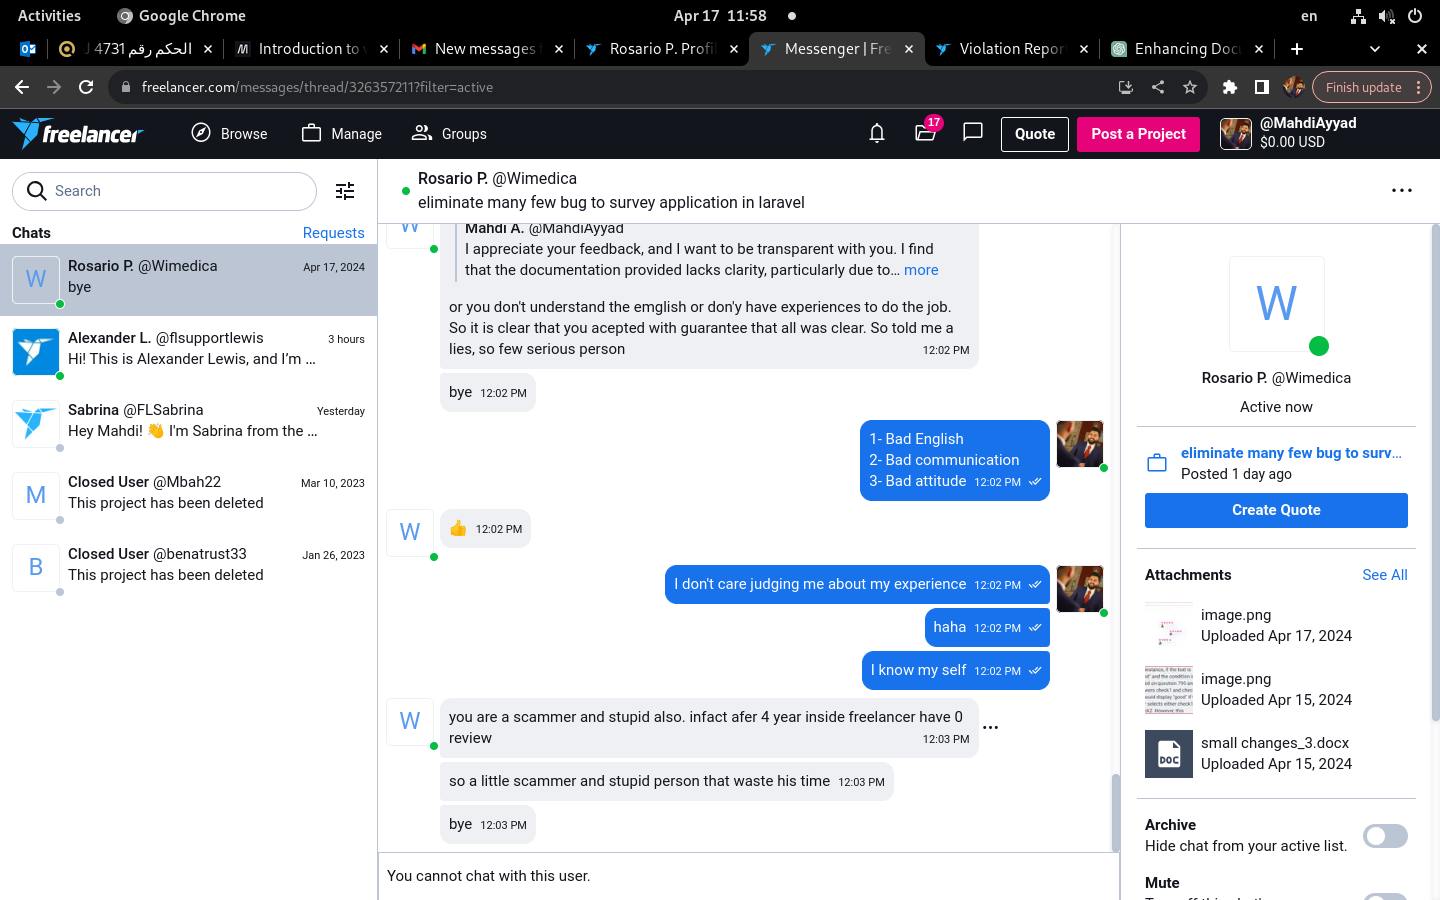 Activities
Google Chrome
Apr 17 11:58
en
الحكم رقم 4731 ل
Introduction to
New messages
Rosario P. Profil
Messenger | Fre
Violation Repor
Enhancing Doc
freelancer.com/messages/thread/326357211?filter=active
Finish update
freelancer
Browse
Manage
Groups
17
Quote
Post a Project
@MahdiAyyad
$0.00 USD
Search
Chats
Requests
W
Rosario P. @Wimedica
Apr 17, 2024
bye
Alexander L. @flsupportlewis
3 hours
Hi! This is Alexander Lewis, and I’m ...
Sabrina @FLSabrina
Yesterday
Hey Mahdi! 👋 I'm Sabrina from the ...
M
Closed User @Mbah22
Mar 10, 2023
This project has been deleted
B
Closed User @benatrust33
Jan 26, 2023
This project has been deleted
Rosario P. @Wimedica
eliminate many few bug to survey application in laravel
W
Mahdi A. @MahdiAyyad
I appreciate your feedback, and I want to be transparent with you. I find
that the documentation provided lacks clarity, particularly due to... more
or you don't understand the emglish or don'y have experiences to do the job.
So it is clear that you acepted with guarantee that all was clear. So told me a
lies, so few serious person 12:02 PM
bye 12:02 PM
1- Bad English
2- Bad communication
3- Bad attitude 12:02 PM
W
👍 12:02 PM
I don't care judging me about my experience 12:02 PM
haha 12:02 PM
I know my self 12:02 PM
W
you are a scammer and stupid also. infact afer 4 year inside freelancer have 0
review 12:03 PM
so a little scammer and stupid person that waste his time 12:03 PM
bye 12:03 PM
You cannot chat with this user.
W
Rosario P. @Wimedica
Active now
eliminate many few bug to surv...
Posted 1 day ago
Create Quote
Attachments
See All
image.png
Uploaded Apr 17, 2024
image.png
Uploaded Apr 15, 2024
DOC
small changes_3.docx
Uploaded Apr 15, 2024
Archive
Hide chat from your active list.
Mute